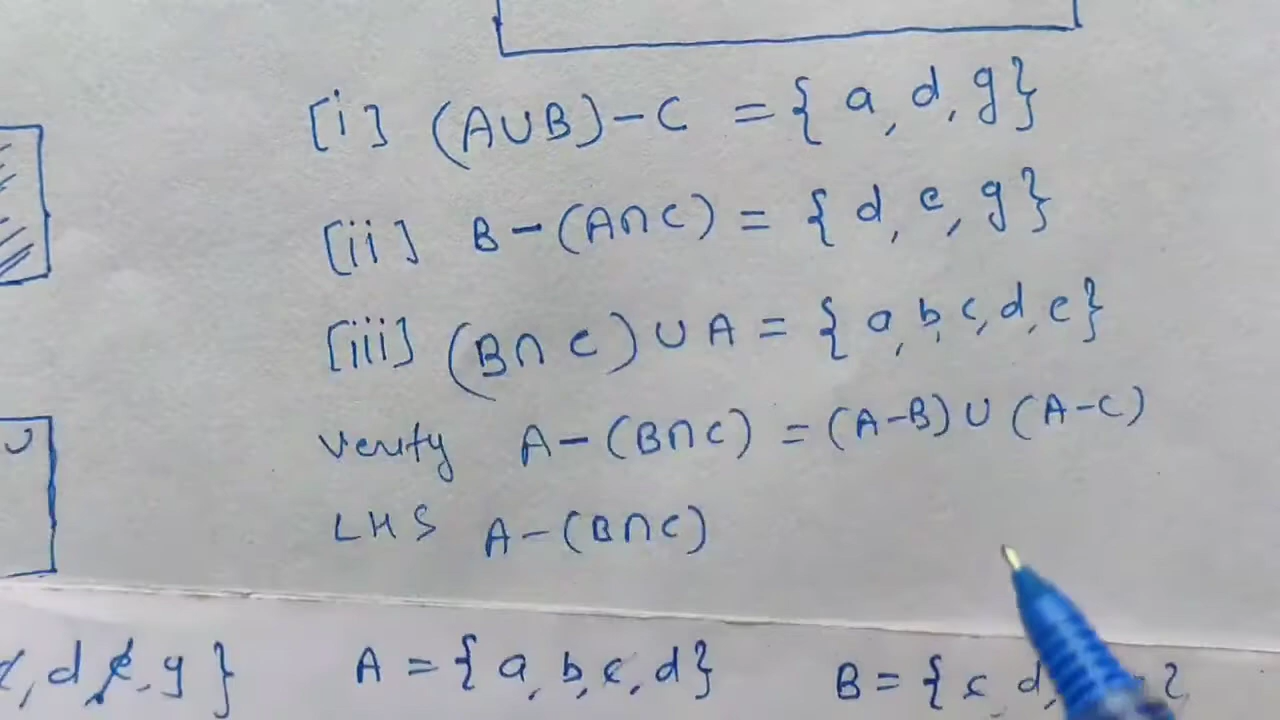 [i] (A∪B)-C = {a, d, g}
[ii] B-(A∩C) = {d, e, g}
[iii] (B∩C)∪A = {a, b, c, d, e}
Verify A-(B∩C) = (A-B)∪(A-C)
∪
LHS A-(B∩C)
, d, e, g} A = {a, b, c, d} B = {c, d,